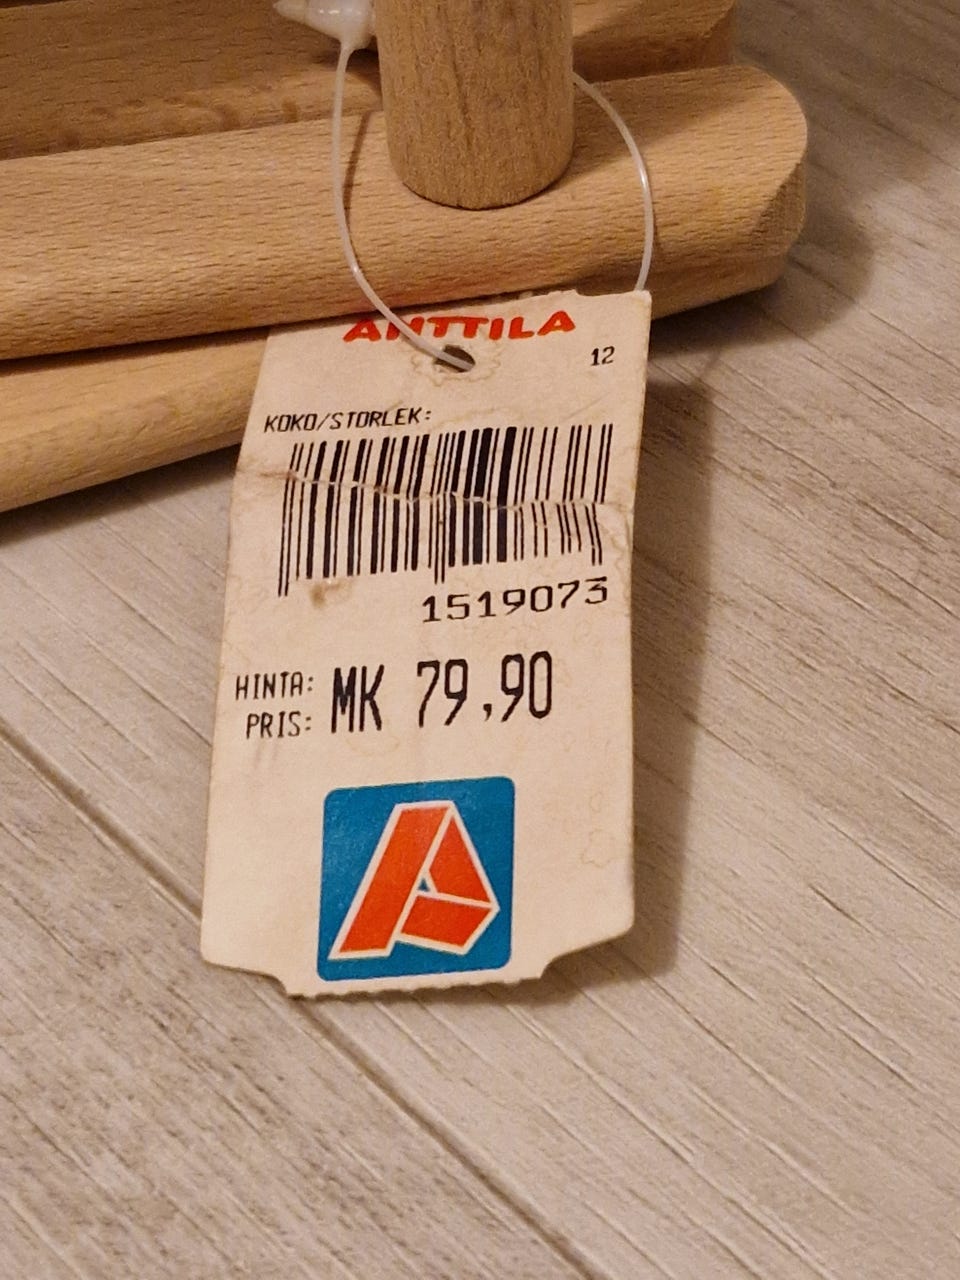 ANTTILA
12
KOKO/STORLEK:
1519073
HINTA: MK 79,90
PRIS: